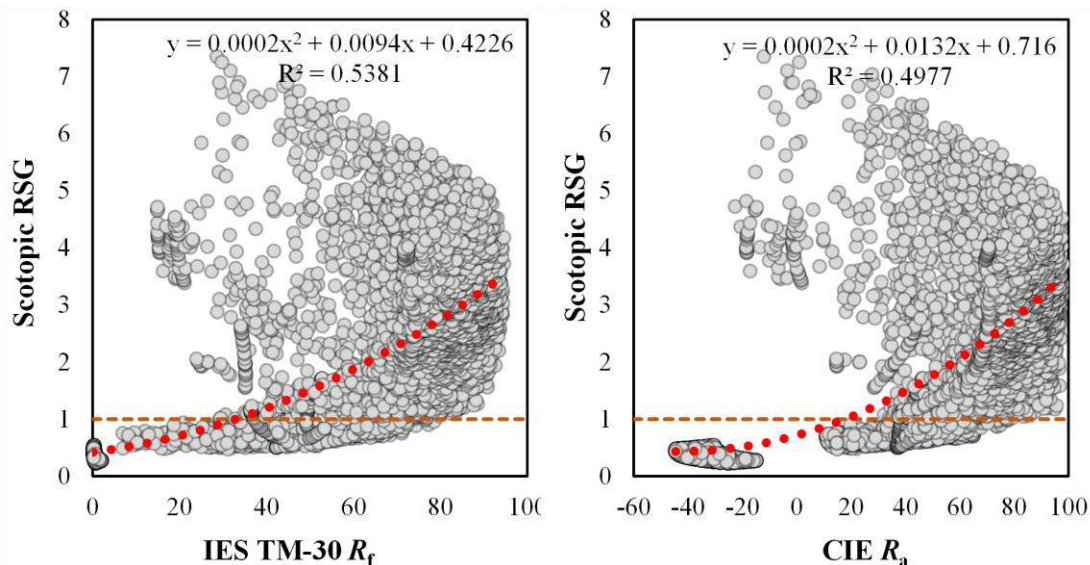 y = 0.0002x² + 0.0094x + 0.4226
R² = 0.5381
Scotopic RSG
8
7
6
5
4
3
2
1
0
0 20 40 60 80 100
IES TM-30 Rf
y = 0.0002x² + 0.0132x + 0.716
R² = 0.4977
Scotopic RSG
8
7
6
5
4
3
2
1
0
-60 -40 -20 0 20 40 60 80 100
CIE Ra